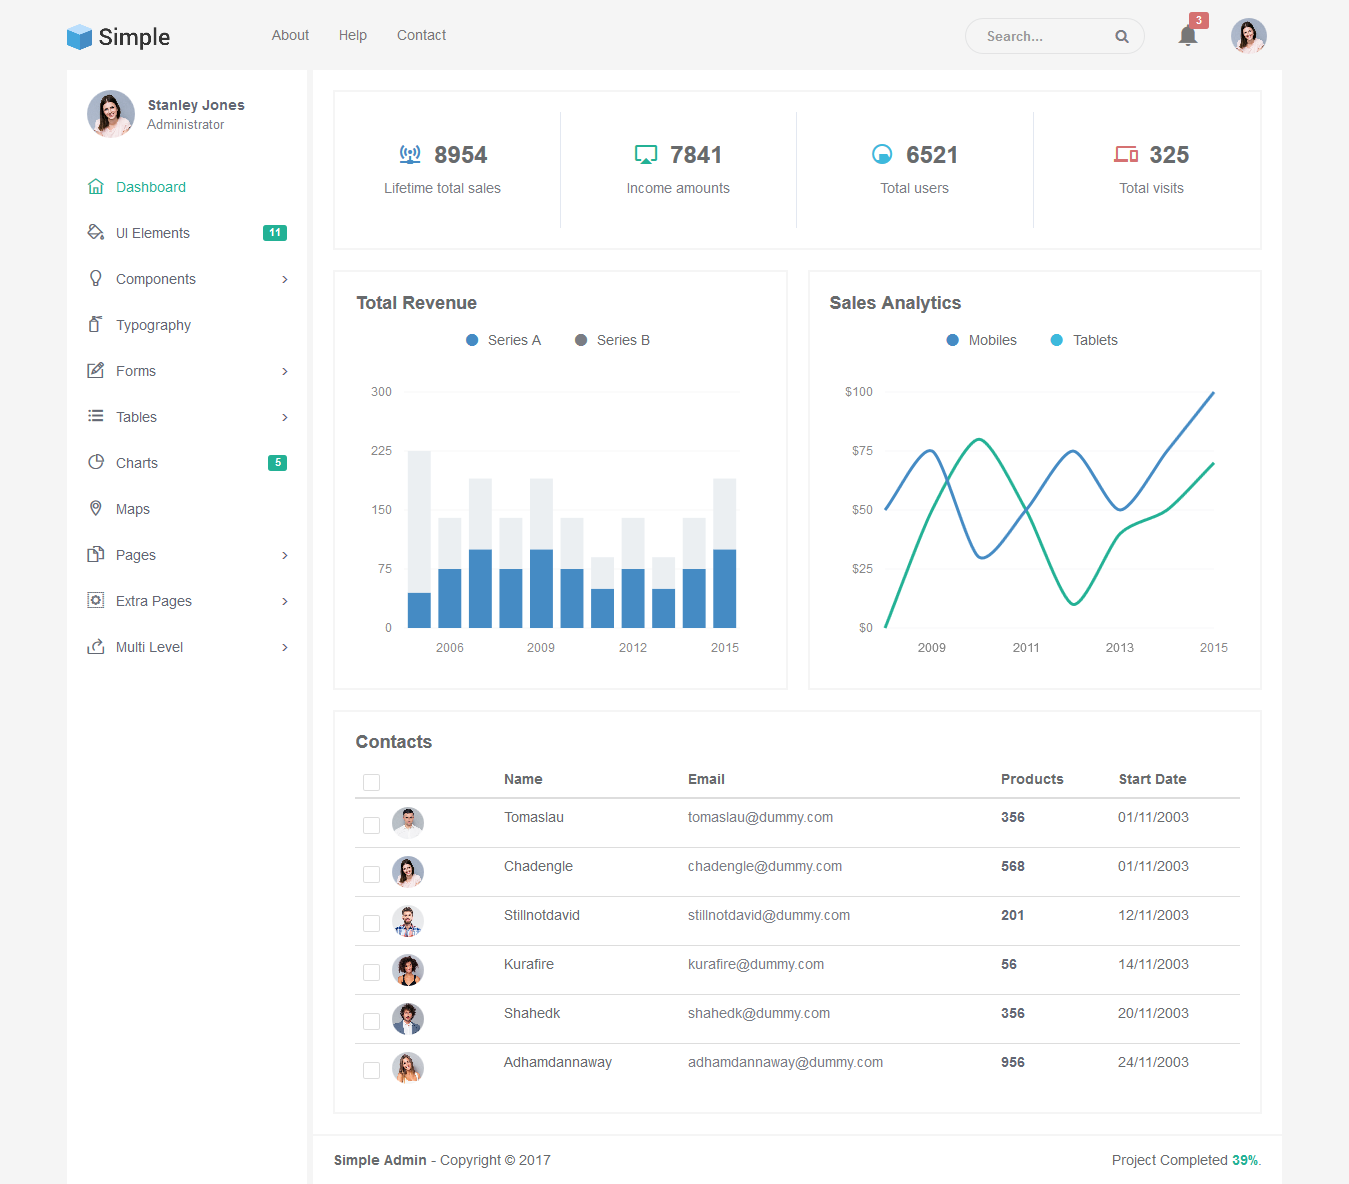 Simple
About Help Contact
Search...
3
Stanley Jones
Administrator
Dashboard
UI Elements 11
Components
Typography
Forms
Tables
Charts 5
Maps
Pages
Extra Pages
Multi Level
8954
Lifetime total sales
7841
Income amounts
6521
Total users
325
Total visits
Total Revenue
Series A Series B
300
225
150
75
0
2006 2009 2012 2015
Sales Analytics
Mobiles Tablets
$100
$75
$50
$25
$0
2009 2011 2013 2015
Contacts
Name Email Products Start Date
Tomaslau tomaslau@dummy.com 356 01/11/2003
Chadengle chadengle@dummy.com 568 01/11/2003
Stillnotdavid stillnotdavid@dummy.com 201 12/11/2003
Kurafire kurafire@dummy.com 56 14/11/2003
Shahedk shahedk@dummy.com 356 20/11/2003
Adhamdannaway adhamdannaway@dummy.com 956 24/11/2003
Simple Admin - Copyright © 2017
Project Completed 39%.